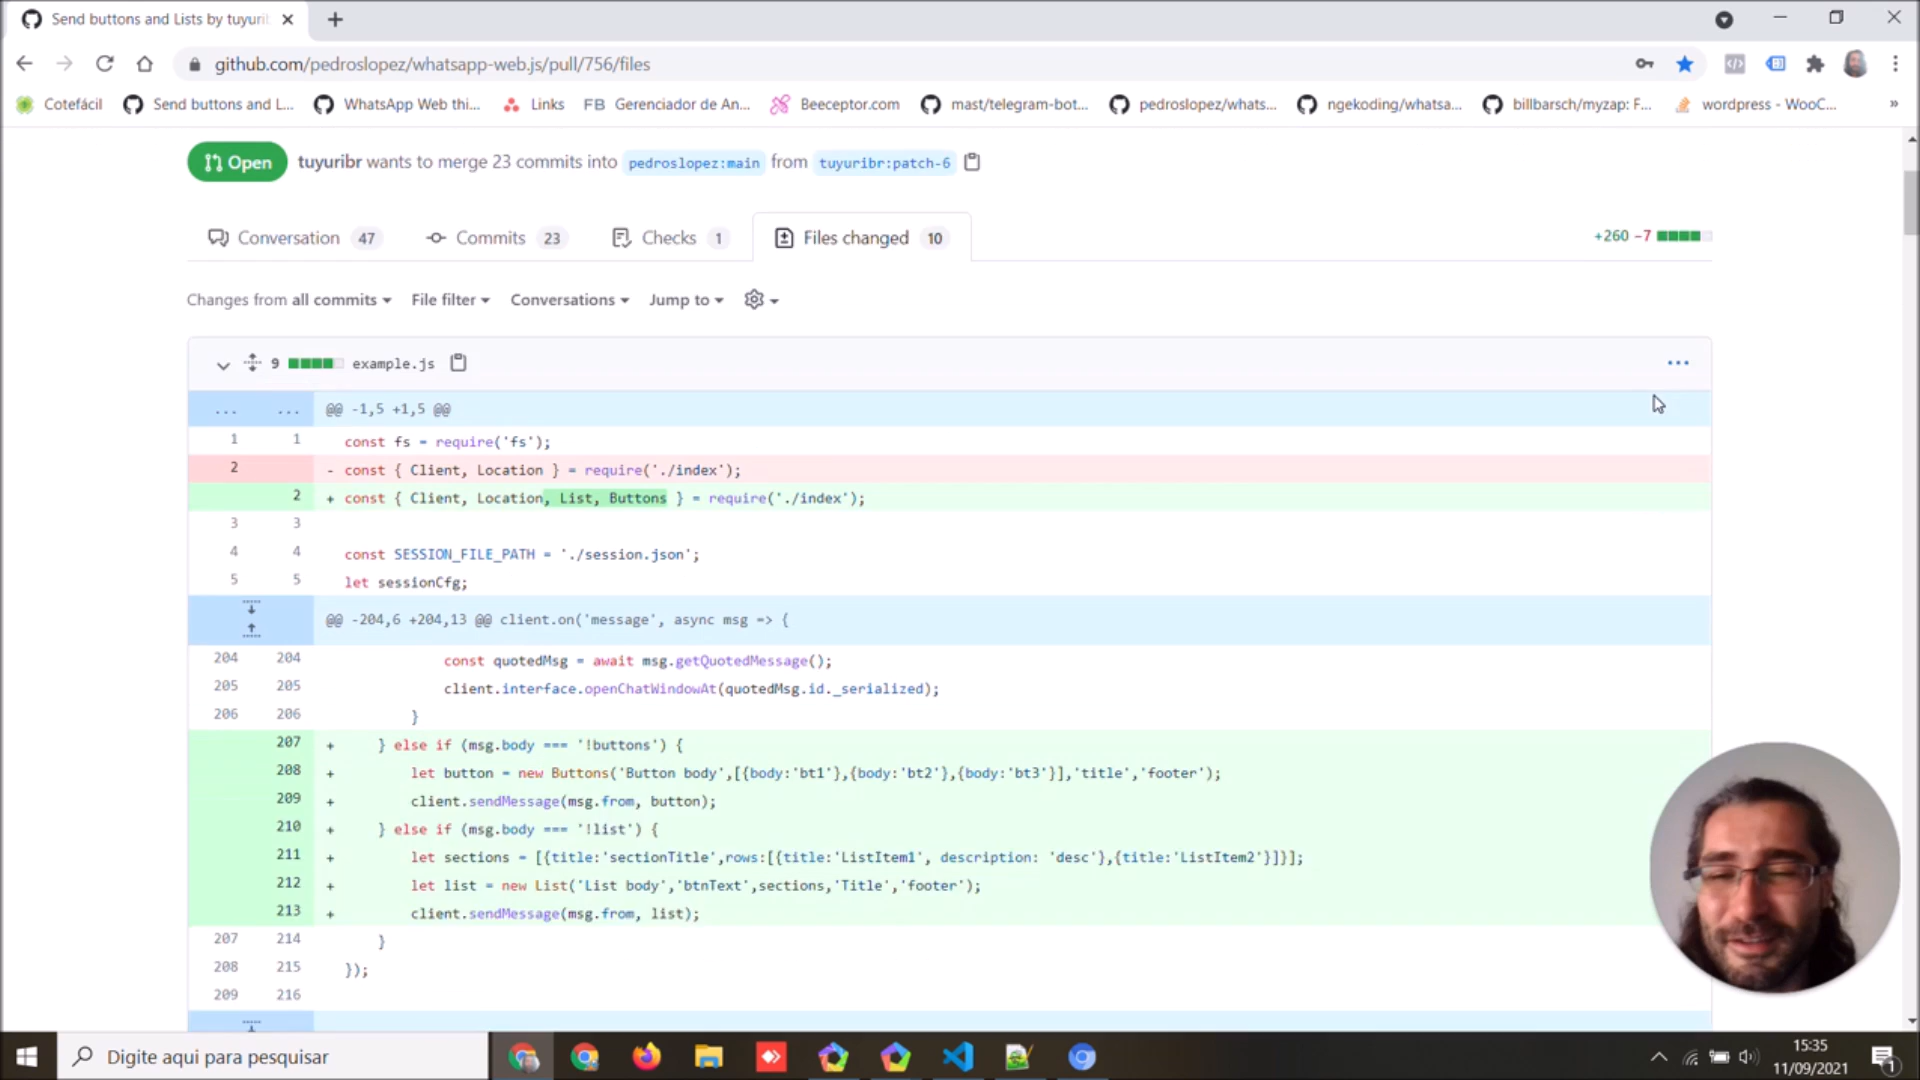 Send buttons and Lists by tuyurib
github.com/pedroslopez/whatsapp-web.js/pull/756/files
Cotefácil
Send buttons and L...
WhatsApp Web thi...
Links
FB Gerenciador de An...
Beeceptor.com
mast/telegram-bot...
pedroslopez/whats...
ngekoding/whatsa...
billbarsch/myzap: F...
wordpress - WooC...
»
Open tuyuribr wants to merge 23 commits into pedroslopez:main from tuyuribr:patch-6
Conversation 47
Commits 23
Checks 1
Files changed 10
+260 −7
Changes from all commits
File filter
Conversations
Jump to
9 example.js
... ... @@ -1,5 +1,5 @@
1 1 const fs = require('fs');
2 - const { Client, Location } = require('./index');
2 + const { Client, Location, List, Buttons } = require('./index');
3 3
4 4 const SESSION_FILE_PATH = './session.json';
5 5 let sessionCfg;
@@ -204,6 +204,13 @@ client.on('message', async msg => {
204 204 const quotedMsg = await msg.getQuotedMessage();
205 205 client.interface.openChatWindowAt(quotedMsg.id._serialized);
206 206 }
207 + } else if (msg.body === '!buttons') {
208 + let button = new Buttons('Button body',[{body:'bt1'},{body:'bt2'},{body:'bt3'}],'title','footer');
209 + client.sendMessage(msg.from, button);
210 + } else if (msg.body === '!list') {
211 + let sections = [{title:'sectionTitle',rows:[{title:'ListItem1', description: 'desc'},{title:'ListItem2'}]}];
212 + let list = new List('List body','btnText',sections,'Title','footer');
213 + client.sendMessage(msg.from, list);
207 214 }
208 215 });
209 216
Digite aqui para pesquisar
15:35
11/09/2021
1